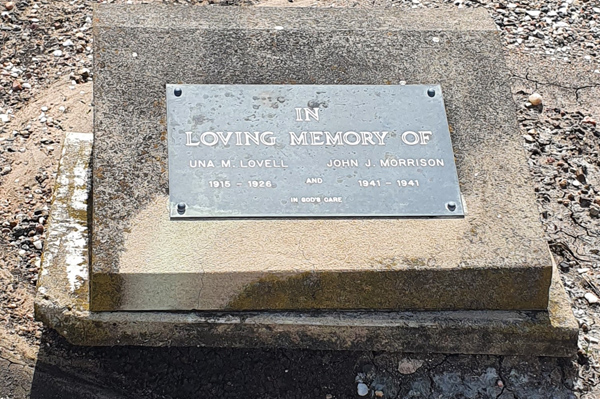 IN
LOVING MEMORY OF
UNA M. LOVELL JOHN J. MORRISON
1915 - 1926 AND 1941 - 1941
IN GOD'S CARE